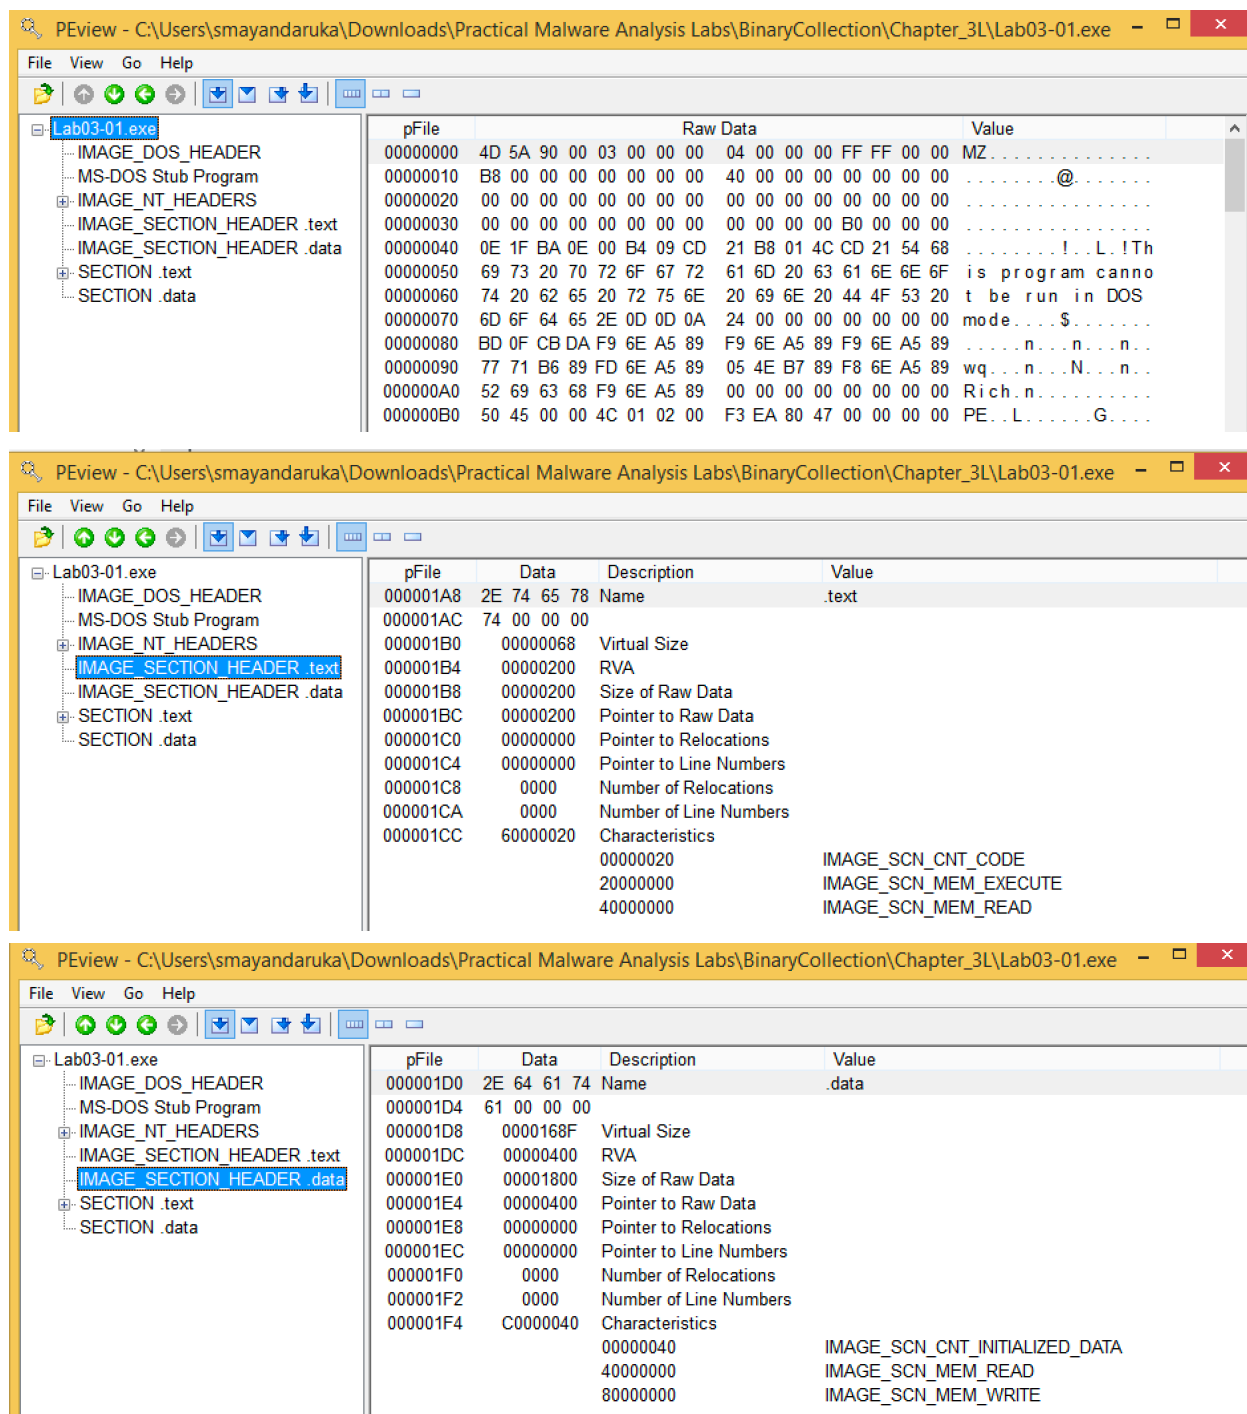 PEview - C:\Users\smayandaruka\Downloads\Practical Malware Analysis Labs\BinaryCollection\Chapter_3L\Lab03-01.exe
File View Go Help
Lab03-01.exe
IMAGE_DOS_HEADER
MS-DOS Stub Program
IMAGE_NT_HEADERS
IMAGE_SECTION_HEADER .text
IMAGE_SECTION_HEADER .data
SECTION .text
SECTION .data
pFile Raw Data Value
00000000 4D 5A 90 00 03 00 00 00 04 00 00 00 FF FF 00 00 MZ..............
00000010 B8 00 00 00 00 00 00 00 40 00 00 00 00 00 00 00 ........@.......
00000020 00 00 00 00 00 00 00 00 00 00 00 00 00 00 00 00 ................
00000030 00 00 00 00 00 00 00 00 00 00 00 00 B0 00 00 00 ................
00000040 0E 1F BA 0E 00 B4 09 CD 21 B8 01 4C CD 21 54 68 ........!..L.!Th
00000050 69 73 20 70 72 6F 67 72 61 6D 20 63 61 6E 6E 6F is program canno
00000060 74 20 62 65 20 72 75 6E 20 69 6E 20 44 4F 53 20 t be run in DOS
00000070 6D 6F 64 65 2E 0D 0D 0A 24 00 00 00 00 00 00 00 mode....$.......
00000080 BD 0F CB DA F9 6E A5 89 F9 6E A5 89 F9 6E A5 89 .....n...n...n..
00000090 77 71 B6 89 FD 6E A5 89 05 4E B7 89 F8 6E A5 89 wq...n...N...n..
000000A0 52 69 63 68 F9 6E A5 89 00 00 00 00 00 00 00 00 Rich.n..........
000000B0 50 45 00 00 4C 01 02 00 F3 EA 80 47 00 00 00 00 PE..L......G....
PEview - C:\Users\smayandaruka\Downloads\Practical Malware Analysis Labs\BinaryCollection\Chapter_3L\Lab03-01.exe
File View Go Help
Lab03-01.exe
IMAGE_DOS_HEADER
MS-DOS Stub Program
IMAGE_NT_HEADERS
IMAGE_SECTION_HEADER .text
IMAGE_SECTION_HEADER .data
SECTION .text
SECTION .data
pFile Data Description Value
000001A8 2E 74 65 78 Name .text
000001AC 74 00 00 00
000001B0 00000068 Virtual Size
000001B4 00000200 RVA
000001B8 00000200 Size of Raw Data
000001BC 00000200 Pointer to Raw Data
000001C0 00000000 Pointer to Relocations
000001C4 00000000 Pointer to Line Numbers
000001C8 0000 Number of Relocations
000001CA 0000 Number of Line Numbers
000001CC 60000020 Characteristics
00000020 IMAGE_SCN_CNT_CODE
20000000 IMAGE_SCN_MEM_EXECUTE
40000000 IMAGE_SCN_MEM_READ
PEview - C:\Users\smayandaruka\Downloads\Practical Malware Analysis Labs\BinaryCollection\Chapter_3L\Lab03-01.exe
File View Go Help
Lab03-01.exe
IMAGE_DOS_HEADER
MS-DOS Stub Program
IMAGE_NT_HEADERS
IMAGE_SECTION_HEADER .text
IMAGE_SECTION_HEADER .data
SECTION .text
SECTION .data
pFile Data Description Value
000001D0 2E 64 61 74 Name .data
000001D4 61 00 00 00
000001D8 0000168F Virtual Size
000001DC 00000400 RVA
000001E0 00001800 Size of Raw Data
000001E4 00000400 Pointer to Raw Data
000001E8 00000000 Pointer to Relocations
000001EC 00000000 Pointer to Line Numbers
000001F0 0000 Number of Relocations
000001F2 0000 Number of Line Numbers
000001F4 C0000040 Characteristics
00000040 IMAGE_SCN_CNT_INITIALIZED_DATA
40000000 IMAGE_SCN_MEM_READ
80000000 IMAGE_SCN_MEM_WRITE